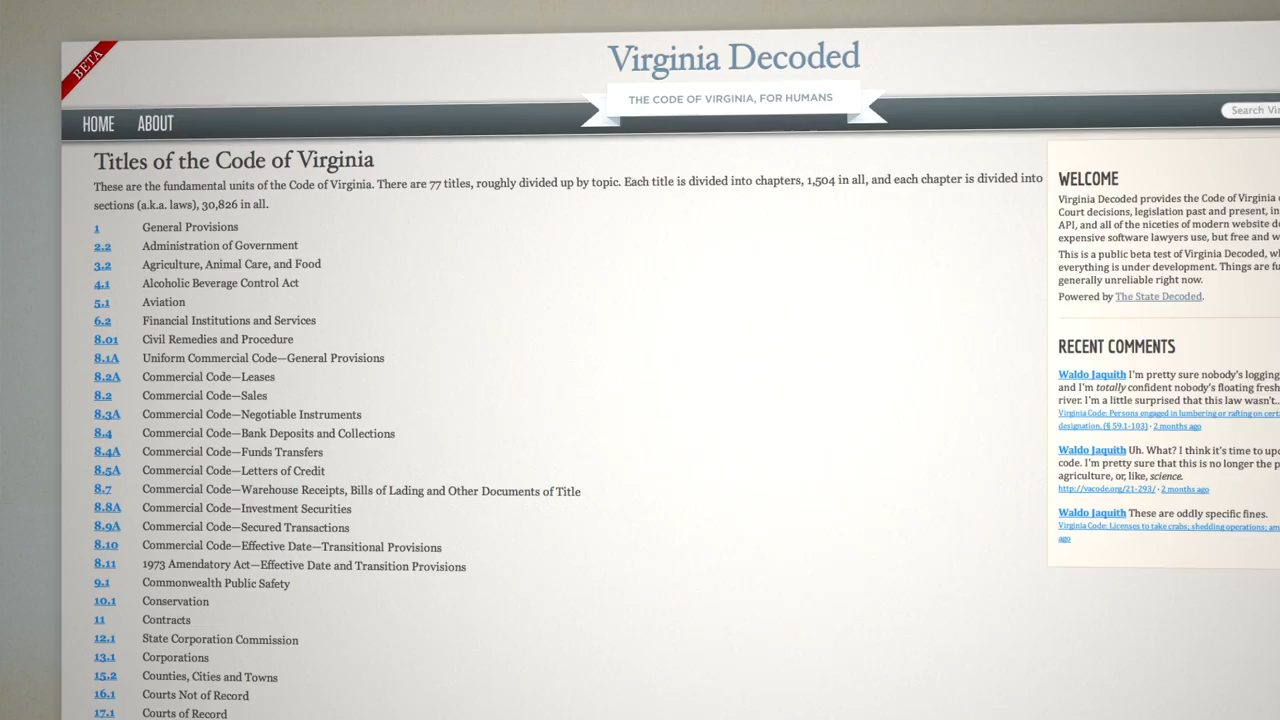 BETA
Virginia Decoded
THE CODE OF VIRGINIA, FOR HUMANS
HOME ABOUT
Search
Titles of the Code of Virginia
These are the fundamental units of the Code of Virginia. There are 77 titles, roughly divided up by topic. Each title is divided into chapters, 1,504 in all, and each chapter is divided into
sections (a.k.a. laws), 30,826 in all.
1 General Provisions
2.2 Administration of Government
3.2 Agriculture, Animal Care, and Food
4.1 Alcoholic Beverage Control Act
5.1 Aviation
6.2 Financial Institutions and Services
8.01 Civil Remedies and Procedure
8.1A Uniform Commercial Code—General Provisions
8.2A Commercial Code—Leases
8.2 Commercial Code—Sales
8.3A Commercial Code—Negotiable Instruments
8.4 Commercial Code—Bank Deposits and Collections
8.4A Commercial Code—Funds Transfers
8.5A Commercial Code—Letters of Credit
8.7 Commercial Code—Warehouse Receipts, Bills of Lading and Other Documents of Title
8.8A Commercial Code—Investment Securities
8.9A Commercial Code—Secured Transactions
8.10 Commercial Code—Effective Date—Transitional Provisions
8.11 1973 Amendatory Act—Effective Date and Transition Provisions
9.1 Commonwealth Public Safety
10.1 Conservation
11 Contracts
12.1 State Corporation Commission
13.1 Corporations
15.2 Counties, Cities and Towns
16.1 Courts Not of Record
17.1 Courts of Record
WELCOME
Virginia Decoded provides the Code of Virginia
Court decisions, legislation past and present,
API, and all of the niceties of modern website
expensive software lawyers use, but free and
This is a public beta test of Virginia Decoded,
everything is under development. Things are
generally unreliable right now.
Powered by The State Decoded.
RECENT COMMENTS
Waldo Jaquith I'm pretty sure nobody's logging
and I'm totally confident nobody's floating
river. I'm a little surprised that this law wasn't...
Virginia Code: Persons engaged in lumbering or rafting on
designation. (§ 59.1-103) · 2 months ago
Waldo Jaquith Uh. What? I think it's time to
code. I'm pretty sure that this is no longer the
agriculture, or, like, science.
http://vacode.org/21-293/ · 2 months ago
Waldo Jaquith These are oddly specific fines.
Virginia Code: Licenses to take crabs; shedding operations;
ago